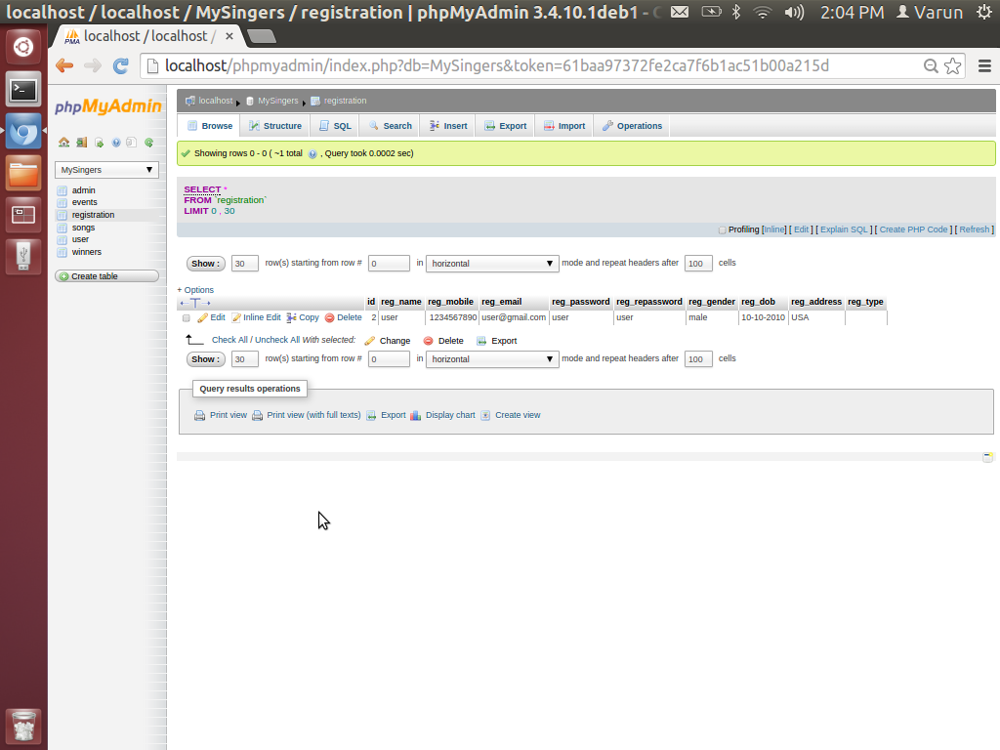 localhost / localhost / MySingers / registration | phpMyAdmin 3.4.10.1deb1 - 2:04 PM Varun
PMA localhost / localhost / ×
localhost/phpmyadmin/index.php?db=MySingers&token=61baa97372fe2ca7f6b1ac51b00a215d
phpMyAdmin
MySingers
admin
events
registration
songs
user
winners
Create table
localhost MySingers registration
Browse Structure SQL Search Insert Export Import Operations
Showing rows 0 - 0 ( ~1 total , Query took 0.0002 sec)
SELECT *
FROM `registration`
LIMIT 0 , 30
Profiling [Inline] [ Edit ] [ Explain SQL ] [ Create PHP Code ] [ Refresh ]
Show : 30 row(s) starting from row # 0 in horizontal mode and repeat headers after 100 cells
+ Options
id reg_name reg_mobile reg_email reg_password reg_repassword reg_gender reg_dob reg_address reg_type
Edit Inline Edit Copy Delete 2 user 1234567890 user@gmail.com user user male 10-10-2010 USA
Check All / Uncheck All With selected: Change Delete Export
Show : 30 row(s) starting from row # 0 in horizontal mode and repeat headers after 100 cells
Query results operations
Print view Print view (with full texts) Export Display chart Create view